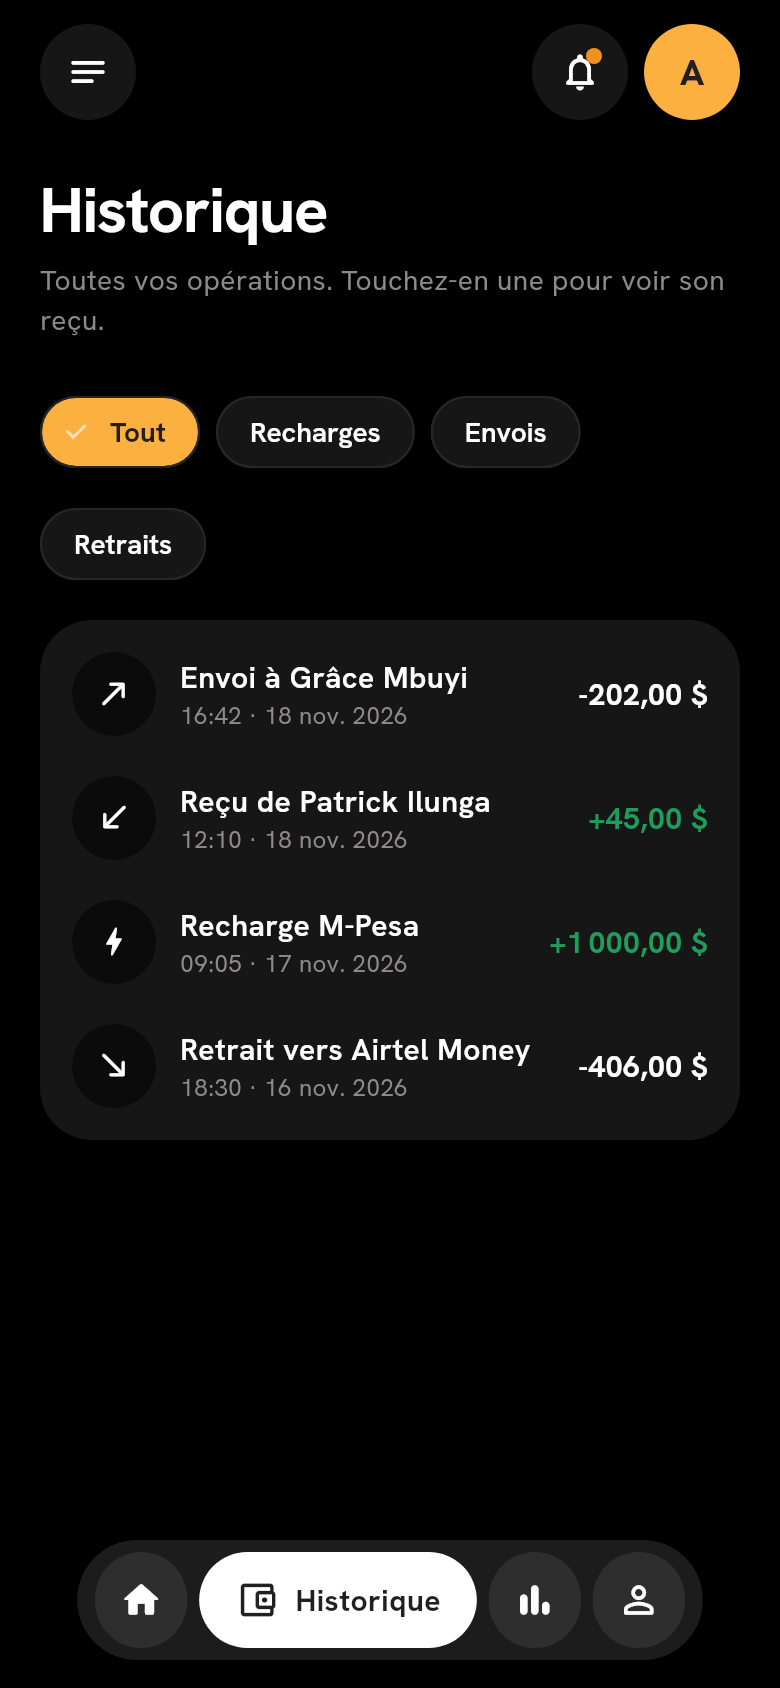 A
Historique
Toutes vos opérations. Touchez-en une pour voir son
reçu.
Tout
Recharges
Envois
Retraits
Envoi à Grâce Mbuyi
16:42 · 18 nov. 2026
-202,00 $
Reçu de Patrick Ilunga
12:10 · 18 nov. 2026
+45,00 $
Recharge M-Pesa
09:05 · 17 nov. 2026
+1 000,00 $
Retrait vers Airtel Money
18:30 · 16 nov. 2026
-406,00 $
Historique